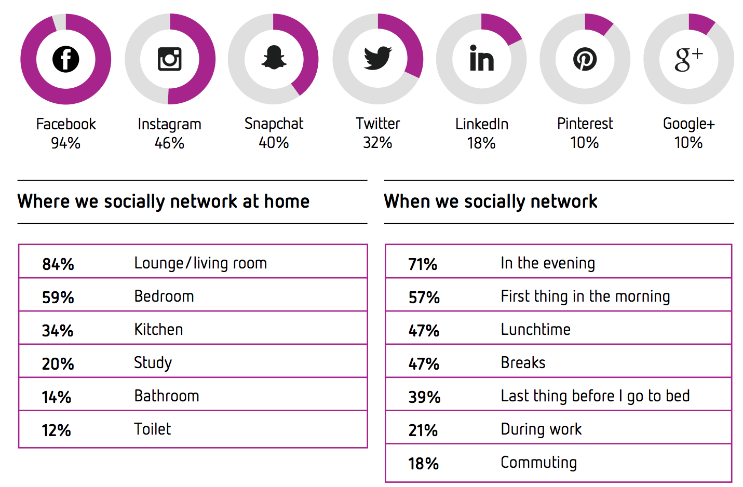 Facebook Instagram Snapchat Twitter LinkedIn Pinterest Google+
94% 46% 40% 32% 18% 10% 10%
Where we socially network at home
84% Lounge/living room
59% Bedroom
34% Kitchen
20% Study
14% Bathroom
12% Toilet
When we socially network
71% In the evening
57% First thing in the morning
47% Lunchtime
47% Breaks
39% Last thing before I go to bed
21% During work
18% Commuting